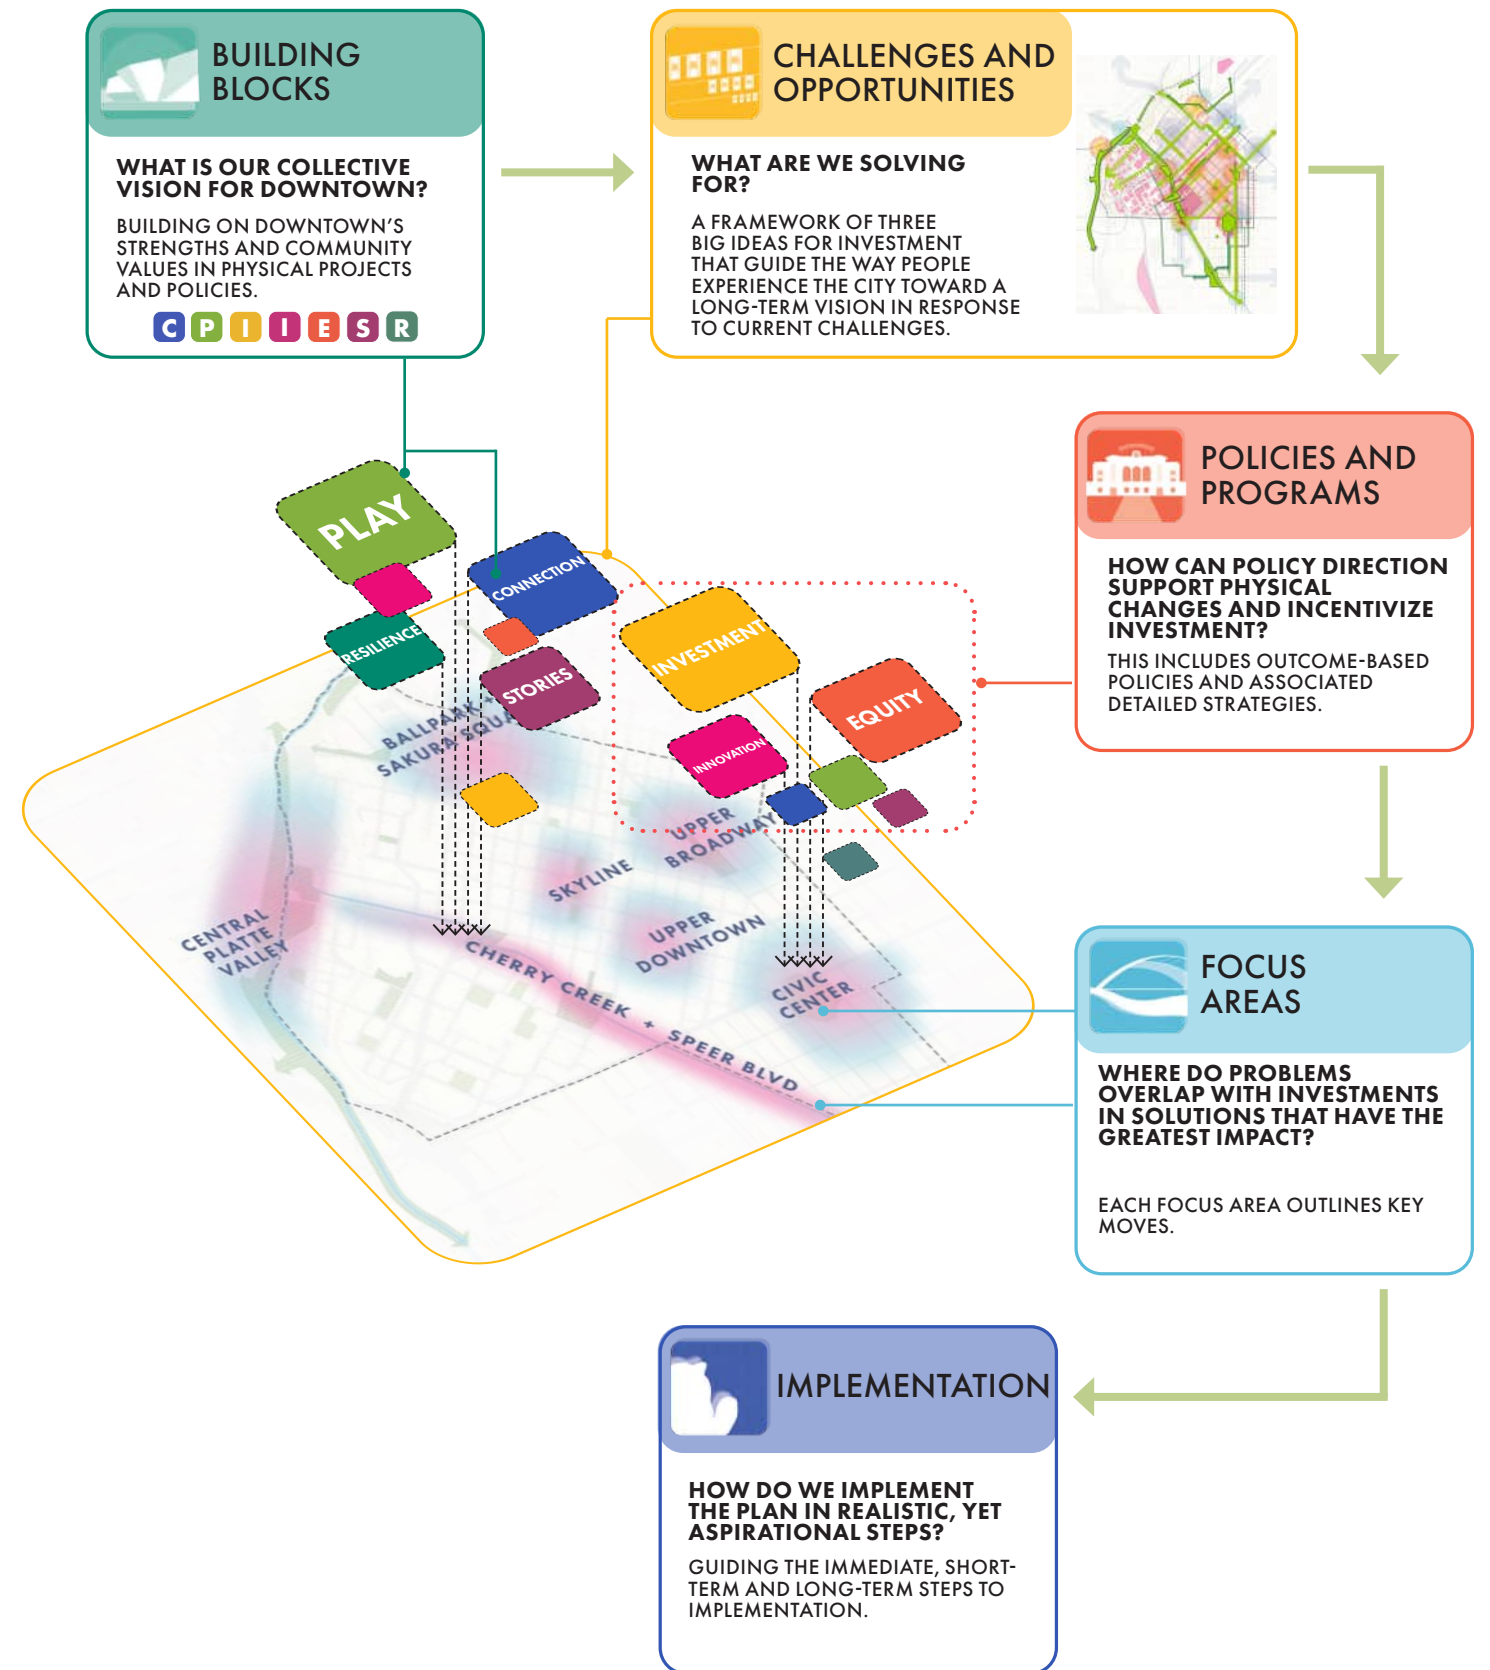 BUILDING
BLOCKS
WHAT IS OUR COLLECTIVE
VISION FOR DOWNTOWN?
BUILDING ON DOWNTOWN'S
STRENGTHS AND COMMUNITY
VALUES IN PHYSICAL PROJECTS
AND POLICIES.
C P I I E S R
CHALLENGES AND
OPPORTUNITIES
WHAT ARE WE SOLVING
FOR?
A FRAMEWORK OF THREE
BIG IDEAS FOR INVESTMENT
THAT GUIDE THE WAY PEOPLE
EXPERIENCE THE CITY TOWARD A
LONG-TERM VISION IN RESPONSE
TO CURRENT CHALLENGES.
POLICIES AND
PROGRAMS
HOW CAN POLICY DIRECTION
SUPPORT PHYSICAL
CHANGES AND INCENTIVIZE
INVESTMENT?
THIS INCLUDES OUTCOME-BASED
POLICIES AND ASSOCIATED
DETAILED STRATEGIES.
PLAY
CONNECTION
RESILIENCE
STORIES
INVESTMENT
EQUITY
INNOVATION
BALLPARK +
SAKURA SQUA
UPPER
BROADWAY
SKYLINE
UPPER
DOWNTOWN
CENTRAL
PLATTE
VALLEY
CHERRY CREEK + SPEER BLVD
CIVIC
CENTER
FOCUS
AREAS
WHERE DO PROBLEMS
OVERLAP WITH INVESTMENTS
IN SOLUTIONS THAT HAVE THE
GREATEST IMPACT?
EACH FOCUS AREA OUTLINES KEY
MOVES.
IMPLEMENTATION
HOW DO WE IMPLEMENT
THE PLAN IN REALISTIC, YET
ASPIRATIONAL STEPS?
GUIDING THE IMMEDIATE, SHORT-
TERM AND LONG-TERM STEPS TO
IMPLEMENTATION.